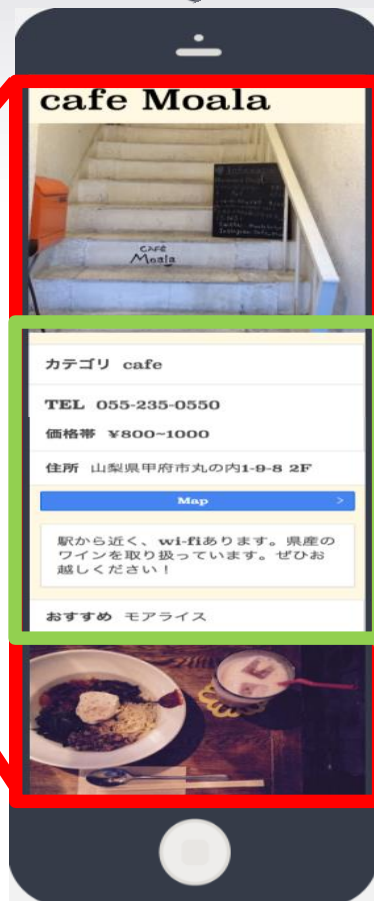 cafe Moala
CAFE
Moala
カテゴリ cafe
TEL 055-235-0550
価格帯 ¥800~1000
住所 山梨県甲府市丸の内1-9-8 2F
Map >
駅から近く、wi-fiあります。県産の
ワインを取り扱っています。ぜひお
越しください！
おすすめ モアライス